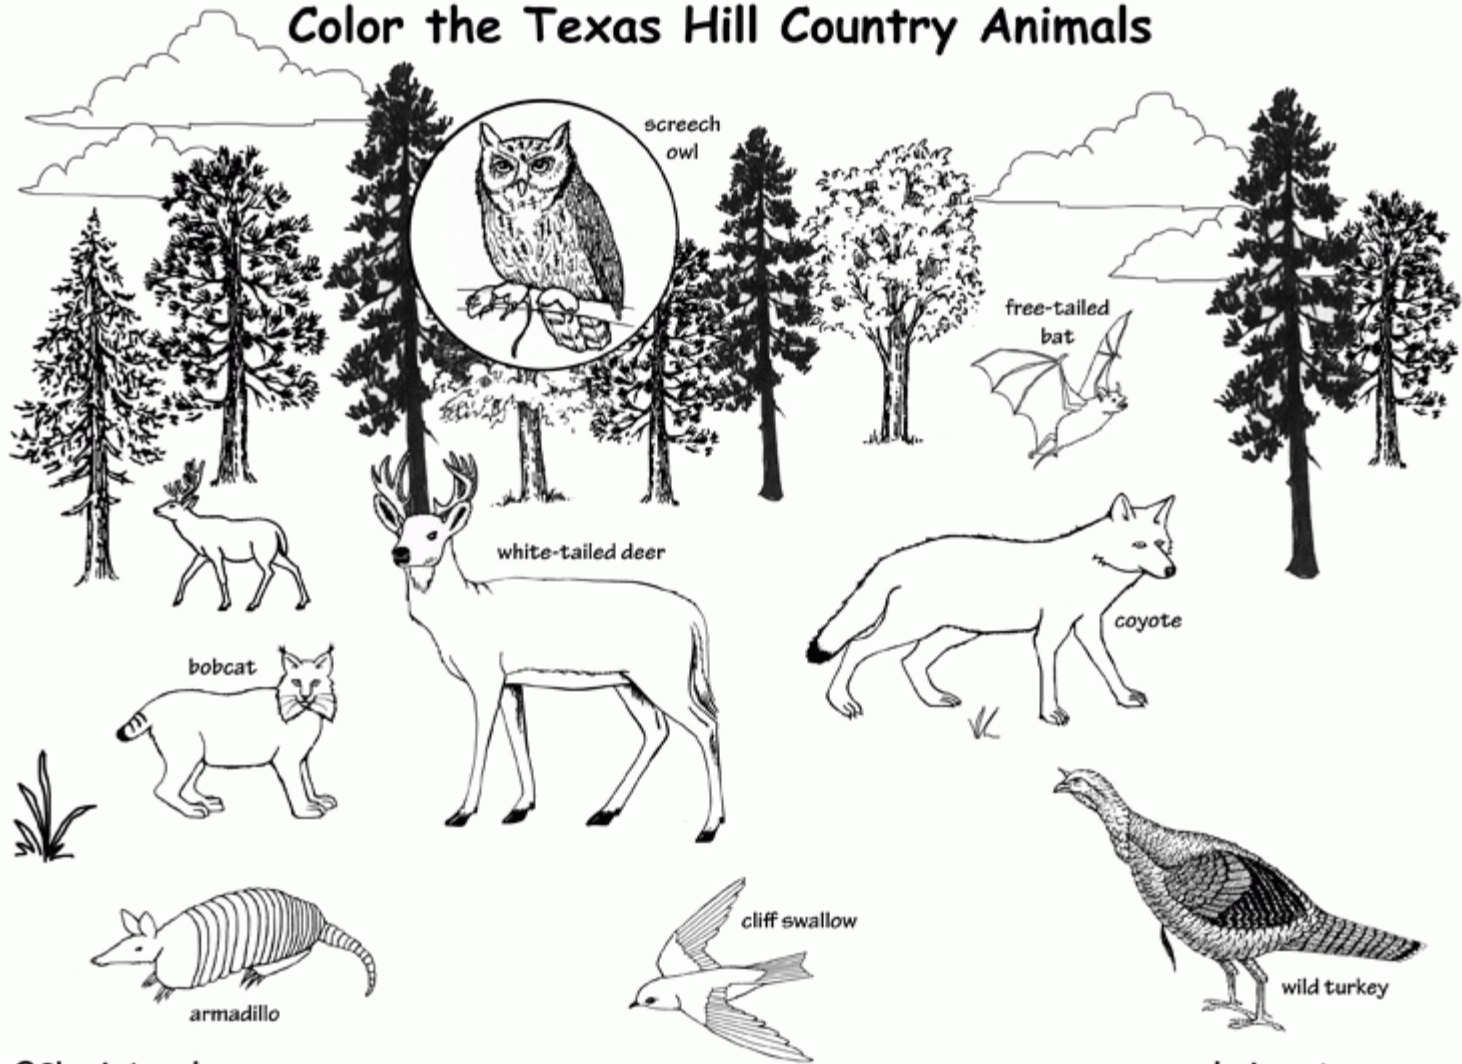 Color the Texas Hill Country Animals
screech
owl
free-tailed
bat
white-tailed deer
coyote
bobcat
cliff swallow
wild turkey
armadillo